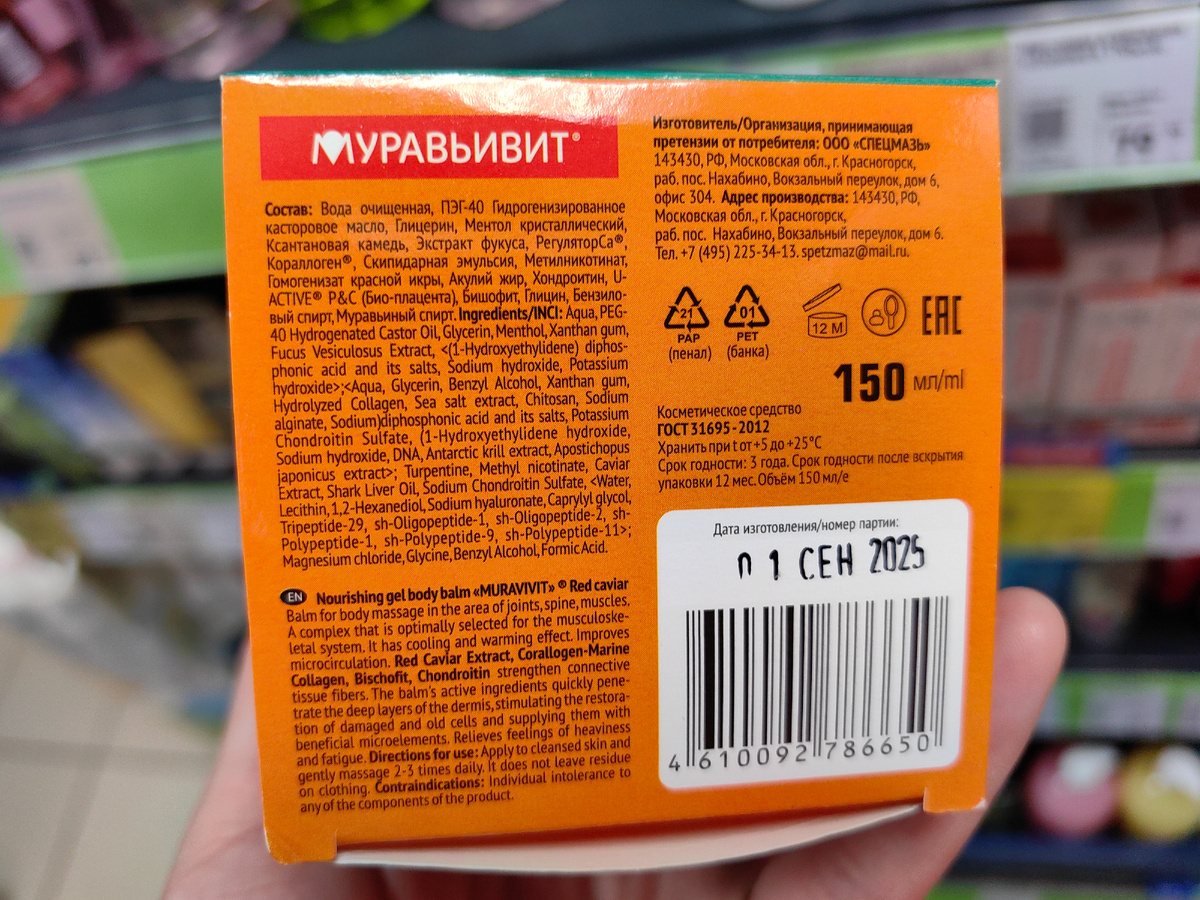 МУРАВЬИВИТ®
Состав: Вода очищенная, ПЭГ-40 Гидрогенизированное
касторовое масло, Глицерин, Ментол кристаллический,
Ксантановая камедь, Экстракт фукуса, РегуляторСа®,
Кораллоген®, Скипидарная эмульсия, Метилникотинат,
Гомогенизат красной икры, Акулий жир, Хондроитин, U-
ACTIVE® P&C (Био-плацента), Бишофит, Глицин, Бензило-
вый спирт, Муравьиный спирт. Ingredients/INCI: Aqua, PEG-
40 Hydrogenated Castor Oil, Glycerin, Menthol, Xanthan gum,
Fucus Vesiculosus Extract, <(1-Hydroxyethylidene) diphos-
phonic acid and its salts, Sodium hydroxide, Potassium
hydroxide>;<Aqua, Glycerin, Benzyl Alcohol, Xanthan gum,
Hydrolyzed Collagen, Sea salt extract, Chitosan, Sodium
alginate, Sodium)diphosphonic acid and its salts, Potassium
Chondroitin Sulfate, (1-Hydroxyethylidene hydroxide,
Sodium hydroxide, DNA, Antarctic krill extract, Apostichopus
japonicus extract>; Turpentine, Methyl nicotinate, Caviar
Extract, Shark Liver Oil, Sodium Chondroitin Sulfate, <Water,
Lecithin, 1,2-Hexanediol, Sodium hyaluronate, Caprylyl glycol,
Tripeptide-29, sh-Oligopeptide-1, sh-Oligopeptide-2, sh-
Polypeptide-1, sh-Polypeptide-9, sh-Polypeptide-11>;
Magnesium chloride, Glycine, Benzyl Alcohol, Formic Acid.
EN Nourishing gel body balm «MURAVIVIT» ® Red caviar
Balm for body massage in the area of joints, spine, muscles.
A complex that is optimally selected for the musculoske-
letal system. It has cooling and warming effect. Improves
microcirculation. Red Caviar Extract, Corallogen-Marine
Collagen, Bischofit, Chondroitin strengthen connective
tissue fibers. The balm's active ingredients quickly pene-
trate the deep layers of the dermis, stimulating the restora-
tion of damaged and old cells and supplying them with
beneficial microelements. Relieves feelings of heaviness
and fatigue. Directions for use: Apply to cleansed skin and
gently massage 2-3 times daily. It does not leave residue
on clothing. Contraindications: Individual intolerance to
any of the components of the product.
Изготовитель/Организация, принимающая
претензии от потребителя: ООО «СПЕЦМАЗЬ»
143430, РФ, Московская обл., г. Красногорск,
раб. пос. Нахабино, Вокзальный переулок, дом 6,
офис 304. Адрес производства: 143430, РФ,
Московская обл., г. Красногорск,
раб. пос. Нахабино, Вокзальный переулок, дом 6.
Тел. +7 (495) 225-34-13. spetzmaz@mail.ru.
21 01 12 M EAC
PAP PET
(пенал) (банка)
150 мл/ml
Косметическое средство
ГОСТ 31695-2012
Хранить при t от +5 до +25°С
Срок годности: 3 года. Срок годности после вскрытия
упаковки 12 мес. Объём 150 мл/е
Дата изготовления/номер партии:
01 СЕН 2025
4 610092 786650